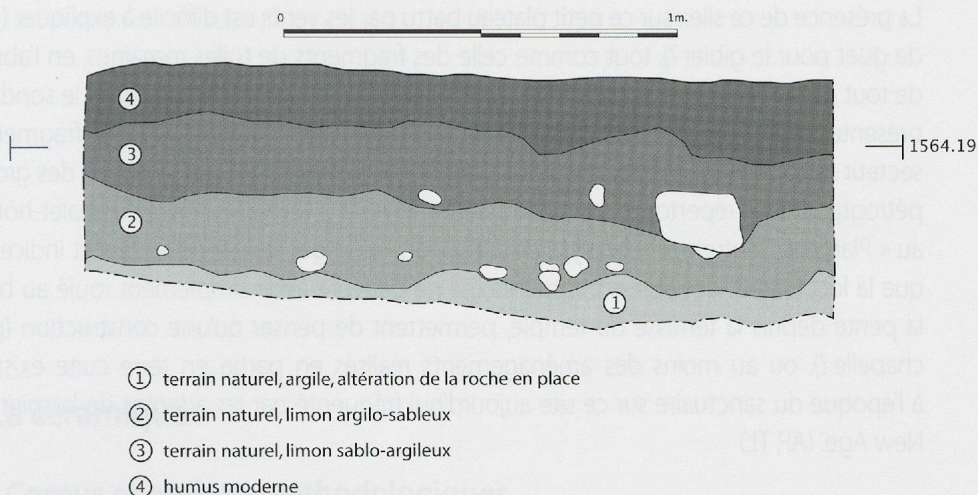 0 1m.
4
3 1564.19
2
1
1 terrain naturel, argile, altération de la roche en place
2 terrain naturel, limon argilo-sableux
3 terrain naturel, limon sablo-argileux
4 humus moderne